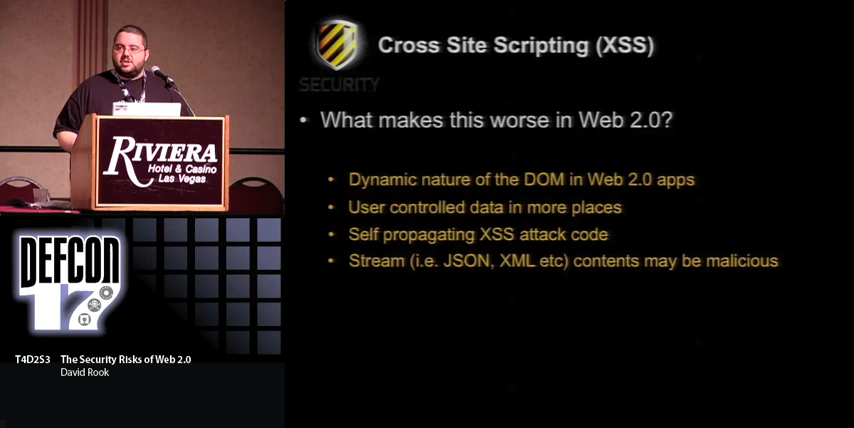 SECURITY
Cross Site Scripting (XSS)
• What makes this worse in Web 2.0?
• Dynamic nature of the DOM in Web 2.0 apps
• User controlled data in more places
• Self propagating XSS attack code
• Stream (i.e. JSON, XML etc) contents may be malicious
RIVIERA
Hotel & Casino
Las Vegas
DEFCON
17
T4D2S3 The Security Risks of Web 2.0
David Rook